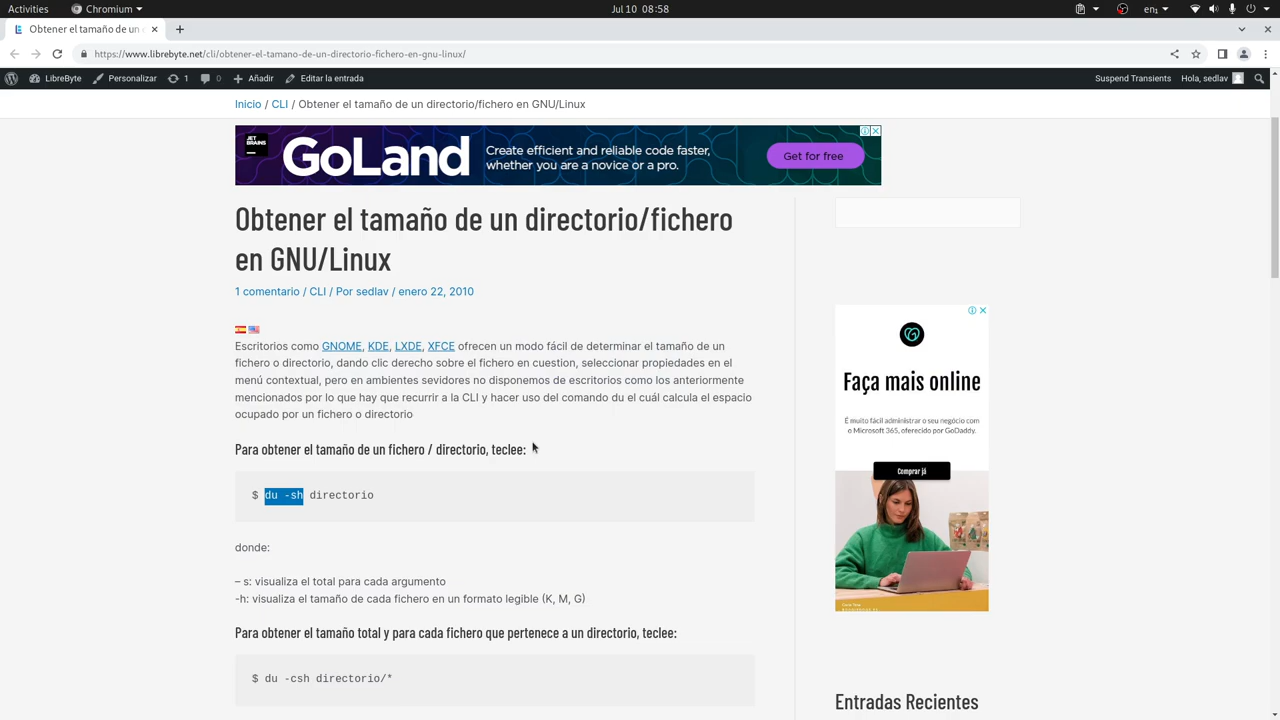 Activities
Chromium
Jul 10 08:58
en
Obtener el tamaño de un
https://www.librebyte.net/cli/obtener-el-tamano-de-un-directorio-fichero-en-gnu-linux/
LibreByte
Personalizar
1
0
Añadir
Editar la entrada
Suspend Transients
Hola, sedlav
Inicio / CLI / Obtener el tamaño de un directorio/fichero en GNU/Linux
JET BRAINS
GoLand
Create efficient and reliable code faster,
whether you are a novice or a pro.
Get for free
Obtener el tamaño de un directorio/fichero
en GNU/Linux
1 comentario / CLI / Por sedlav / enero 22, 2010
Escritorios como GNOME, KDE, LXDE, XFCE ofrecen un modo fácil de determinar el tamaño de un
fichero o directorio, dando clic derecho sobre el fichero en cuestion, seleccionar propiedades en el
menú contextual, pero en ambientes sevidores no disponemos de escritorios como los anteriormente
mencionados por lo que hay que recurrir a la CLI y hacer uso del comando du el cuál calcula el espacio
ocupado por un fichero o directorio
Para obtener el tamaño de un fichero / directorio, teclee:
$ du -sh directorio
donde:
– s: visualiza el total para cada argumento
-h: visualiza el tamaño de cada fichero en un formato legible (K, M, G)
Para obtener el tamaño total y para cada fichero que pertenece a un directorio, teclee:
$ du -csh directorio/*
Faça mais online
É muito fácil administrar o seu negócio com
o Microsoft 365, oferecido por GoDaddy.
Comprar já
Entradas Recientes